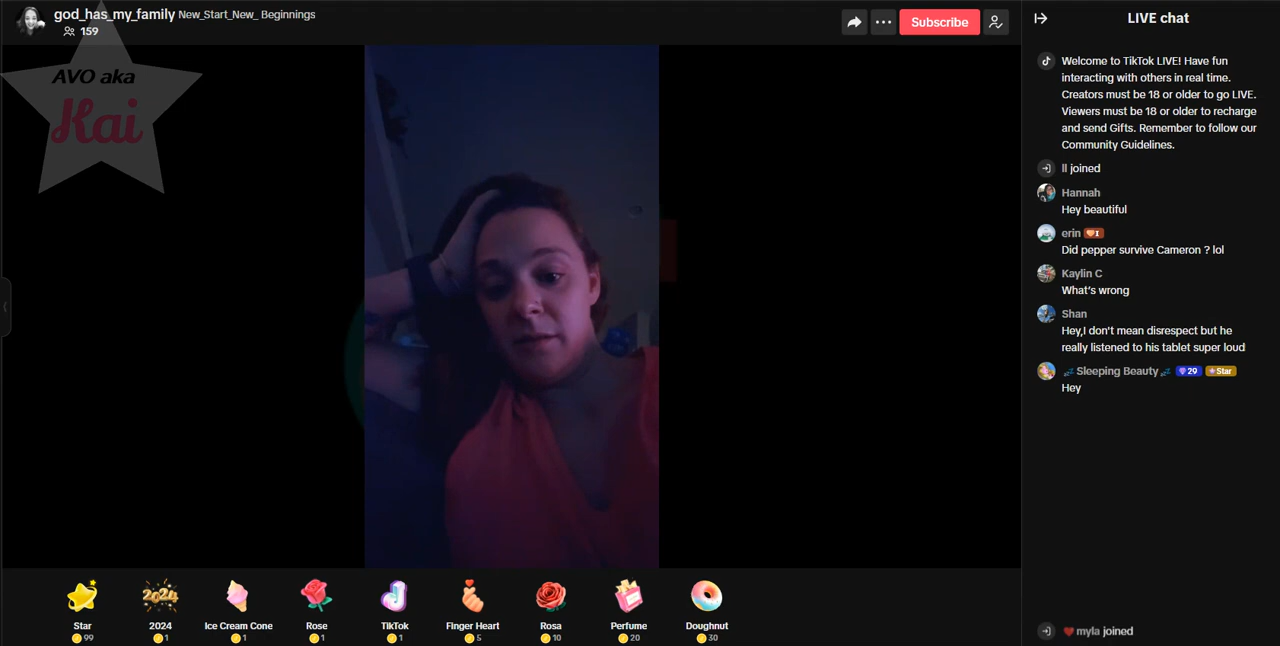 god_has_my_family New_Start_New_ Beginnings
159
Subscribe
AVO aka
Kai
LIVE chat
Welcome to TikTok LIVE! Have fun
interacting with others in real time.
Creators must be 18 or older to go LIVE.
Viewers must be 18 or older to recharge
and send Gifts. Remember to follow our
Community Guidelines.
ll joined
Hannah
Hey beautiful
erin I
Did pepper survive Cameron ? lol
Kaylin C
What's wrong
Shan
Hey,I don't mean disrespect but he
really listened to his tablet super loud
💤Sleeping Beauty💤 29 Star
Hey
❤️myla joined
2024
Star 2024 Ice Cream Cone Rose TikTok Finger Heart Rosa Perfume Doughnut
99 1 1 1 1 5 10 20 30